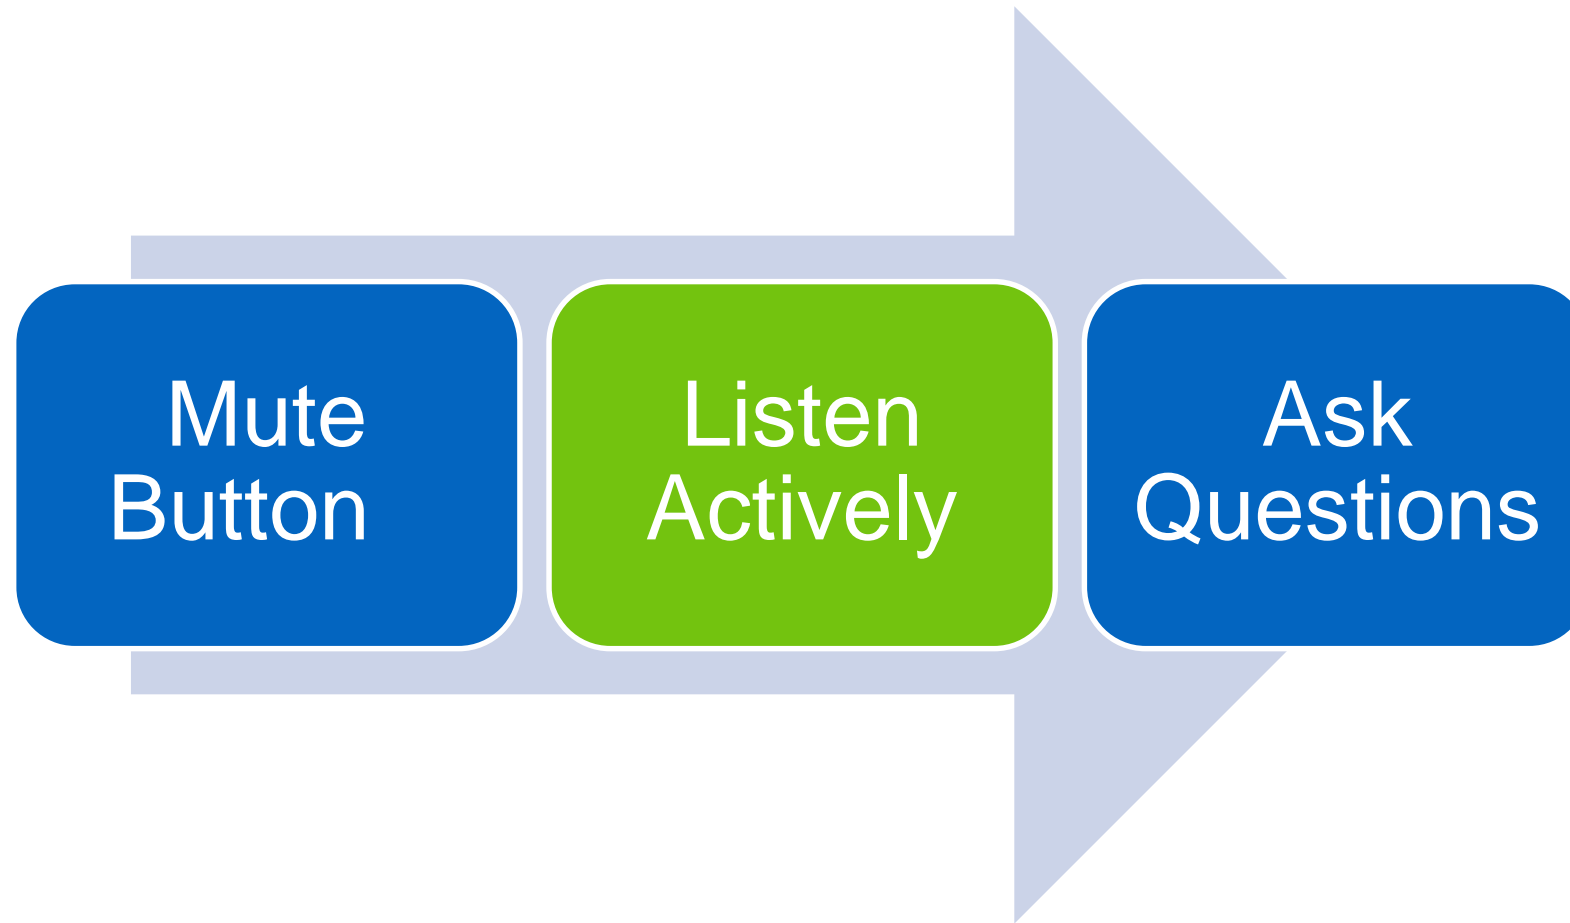 Mute
Button
Listen
Actively
Ask
Questions